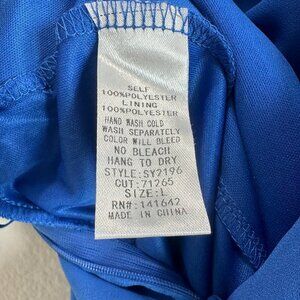 SELF
100%POLYESTER
LINING
100%POLYESTER
HAND WASH COLD
WASH SEPARATELY
COLOR WILL BLEED
NO BLEACH
HANG TO DRY
STYLE:SY2196
CUT:71265
SIZE:L
RN#:141642
MADE IN CHINA